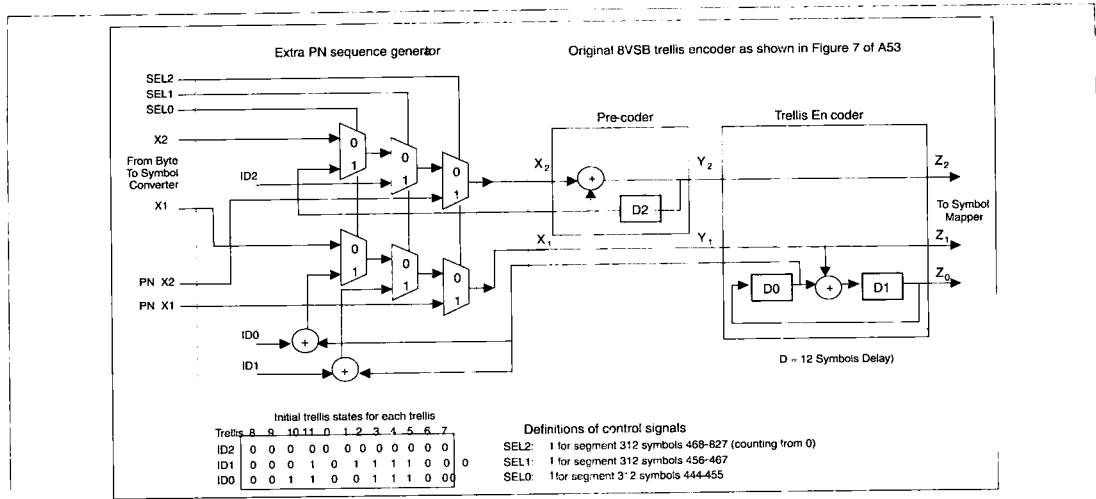 Extra PN sequence generator
Original 8VSB trellis encoder as shown in Figure 7 of A53
SEL2
SEL1
SEL0
X2
From Byte
To Symbol
Converter
X1
ID2
PN X2
PN X1
ID0
ID1
0
1
0
1
0
1
0
1
0
1
0
1
+
+
X2
X1
Pre-coder
+
D2
Y2
Y1
Trellis En coder
D0
+
D1
Z2
To Symbol
Mapper
Z1
Z0
D = 12 Symbols Delay)
Initial trellis states for each trellis
Trellis 8 9 10 11 0 1 2 3 4 5 6 7
ID2 0 0 0 0 0 0 0 0 0 0 0 0
ID1 0 0 0 1 0 1 1 1 1 0 0 0
ID0 0 0 1 1 0 0 1 1 1 0 0 0
Definitions of control signals
SEL2: 1 for segment 312 symbols 468-827 (counting from 0)
SEL1: 1 for segment 312 symbols 456-467
SEL0: 1 for segment 312 symbols 444-455